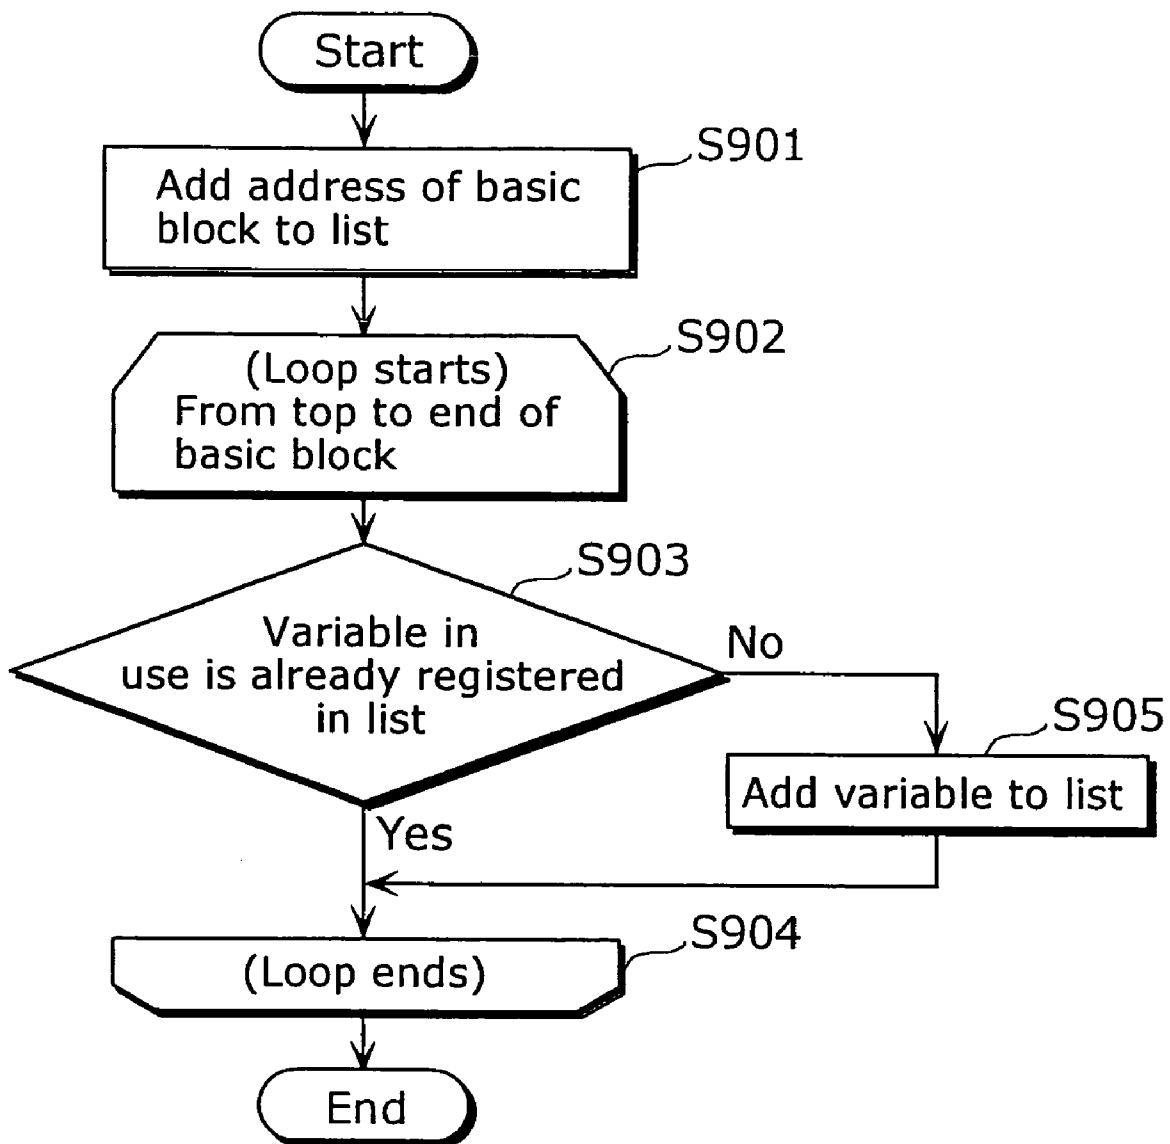 Start
S901
Add address of basic
block to list
S902
(Loop starts)
From top to end of
basic block
S903
Variable in
use is already registered
in list
No
S905
Add variable to list
Yes
S904
(Loop ends)
End